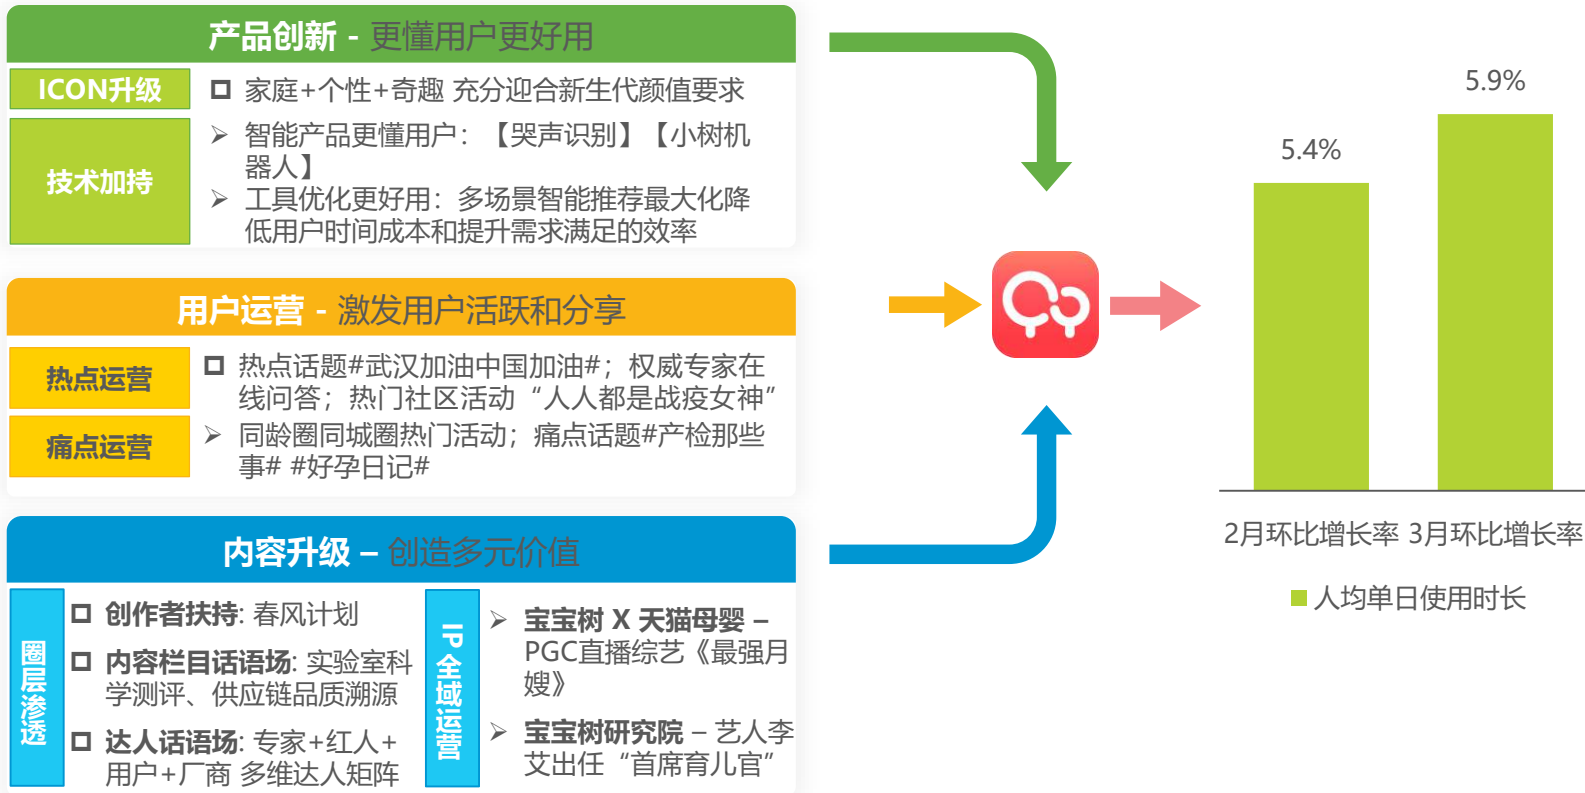 产品创新 - 更懂用户更好用
ICON升级
家庭+个性+奇趣 充分迎合新生代颜值要求
技术加持
智能产品更懂用户：【哭声识别】【小树机
器人】
工具优化更好用：多场景智能推荐最大化降
低用户时间成本和提升需求满足的效率
用户运营 - 激发用户活跃和分享
热点运营
热点话题#武汉加油中国加油#；权威专家在
线问答；热门社区活动“人人都是战疫女神”
痛点运营
同龄圈同城圈热门活动；痛点话题#产检那些
事# #好孕日记#
内容升级 – 创造多元价值
圈层渗透
创作者扶持: 春风计划
内容栏目话语场: 实验室科
学测评、供应链品质溯源
达人话语场: 专家+红人+
用户+厂商 多维达人矩阵
IP全域运营
宝宝树 X 天猫母婴 –
PGC直播综艺《最强月
嫂》
宝宝树研究院 – 艺人李
艾出任“首席育儿官”
5.4%
5.9%
2月环比增长率 3月环比增长率
人均单日使用时长